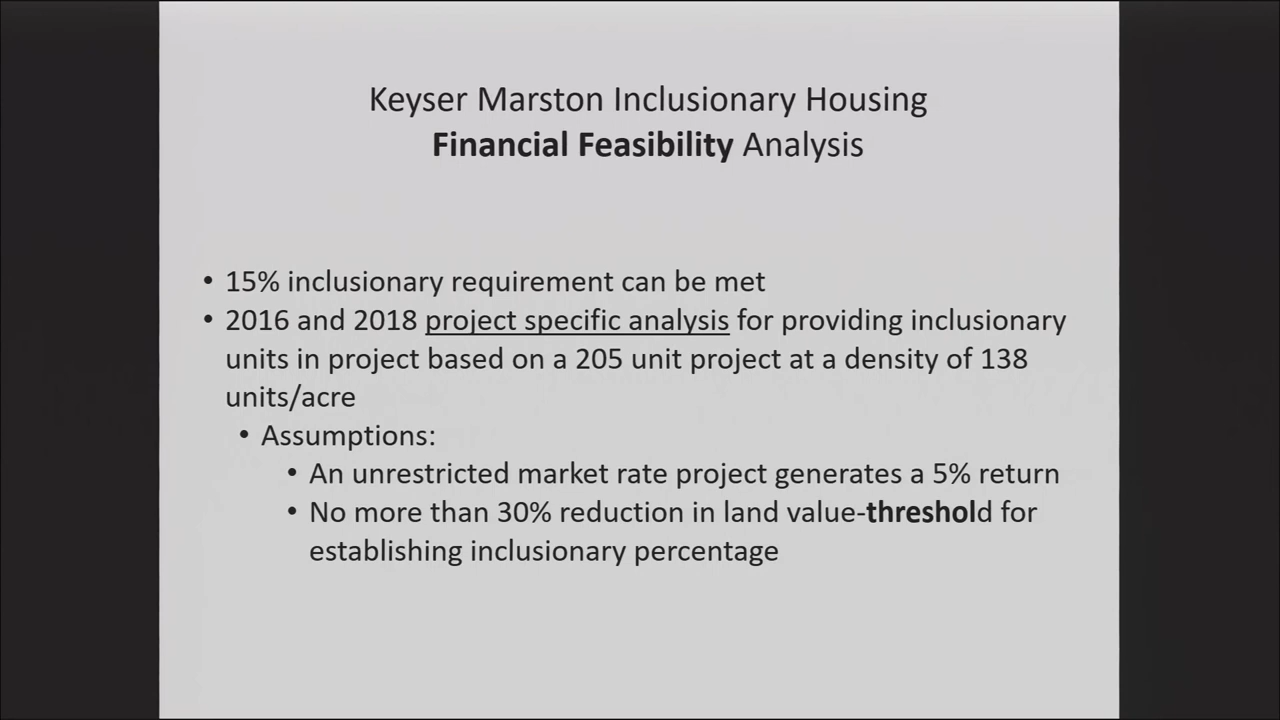 Keyser Marston Inclusionary Housing
Financial Feasibility Analysis
• 15% inclusionary requirement can be met
• 2016 and 2018 project specific analysis for providing inclusionary
units in project based on a 205 unit project at a density of 138
units/acre
• Assumptions:
• An unrestricted market rate project generates a 5% return
• No more than 30% reduction in land value-threshold for
establishing inclusionary percentage